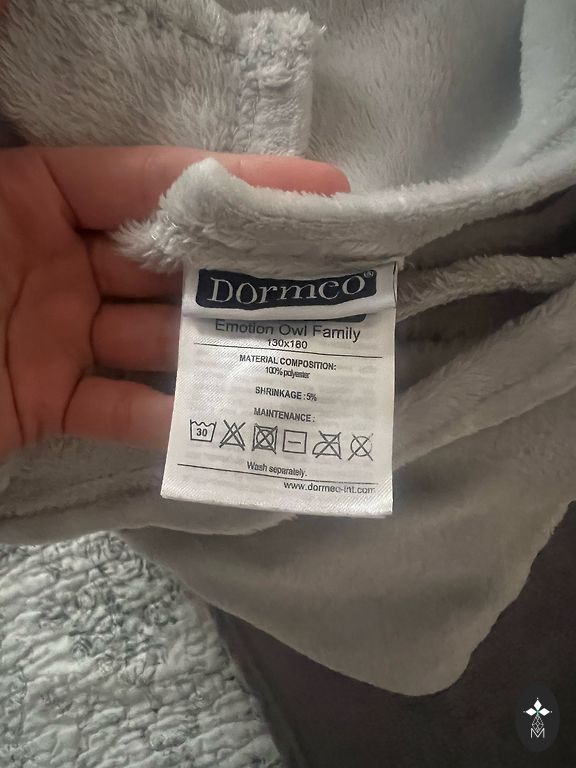 Dormeo®
Emotion Owl Family
130x180
MATERIAL COMPOSITION:
100% polyester
SHRINKAGE :5%
MAINTENANCE :
30
Wash separately.
www.dormeo-int.com
M